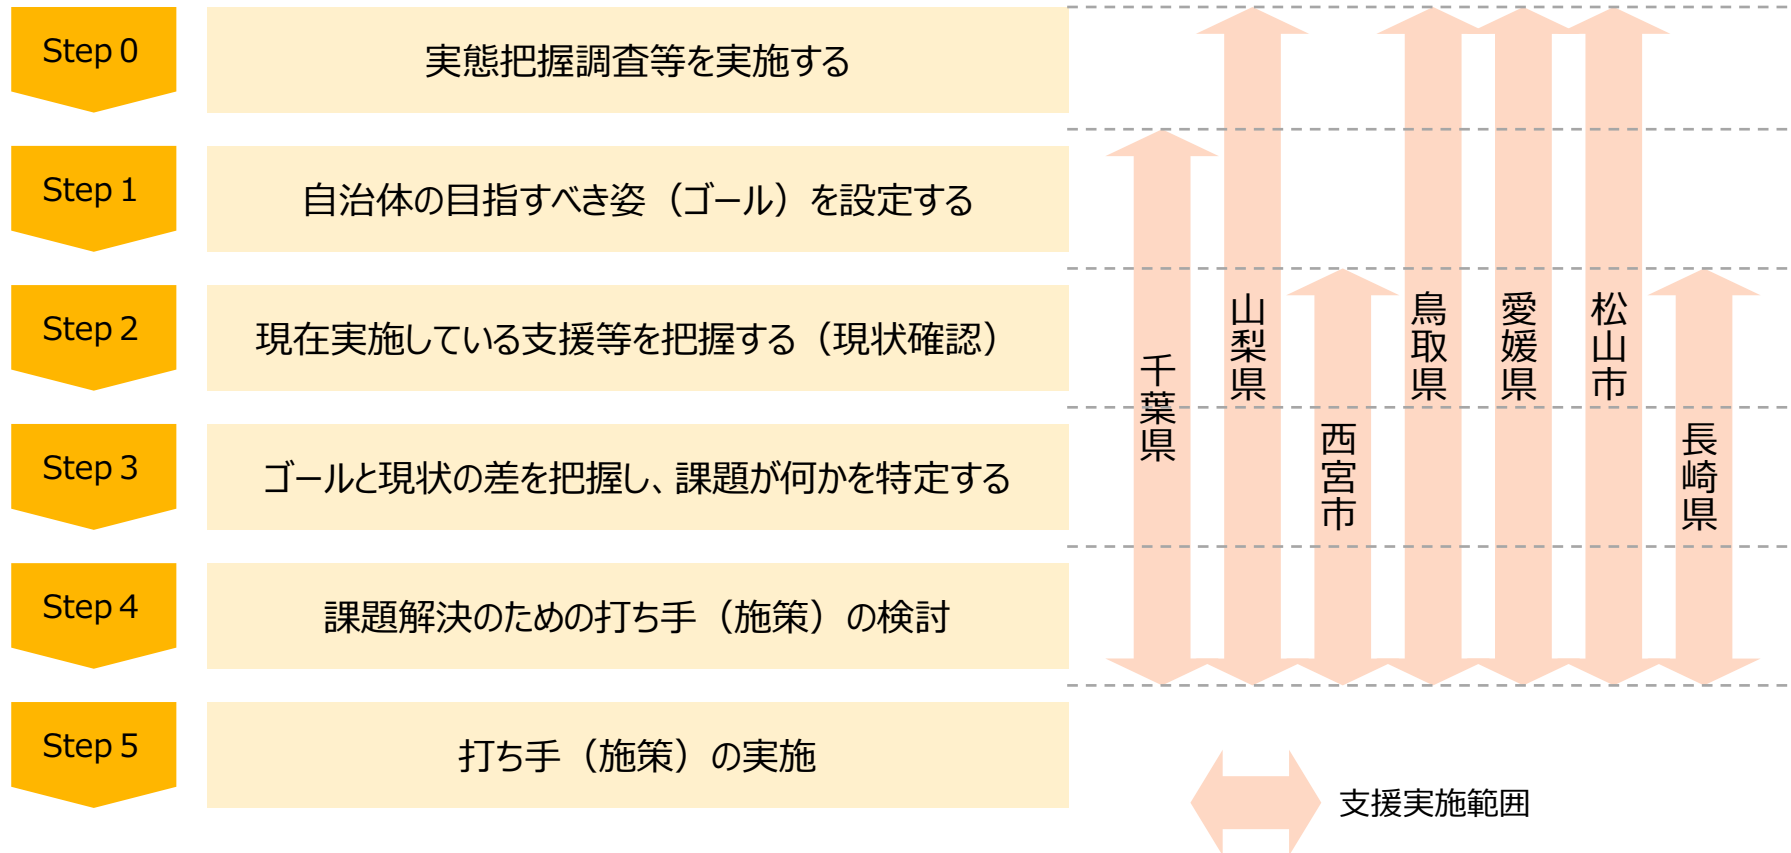 Step 0
実態把握調査等を実施する
Step 1
自治体の目指すべき姿（ゴール）を設定する
Step 2
現在実施している支援等を把握する（現状確認）
Step 3
ゴールと現状の差を把握し、課題が何かを特定する
Step 4
課題解決のための打ち手（施策）の検討
Step 5
打ち手（施策）の実施
千葉県
山梨県
西宮市
鳥取県
愛媛県
松山市
長崎県
支援実施範囲